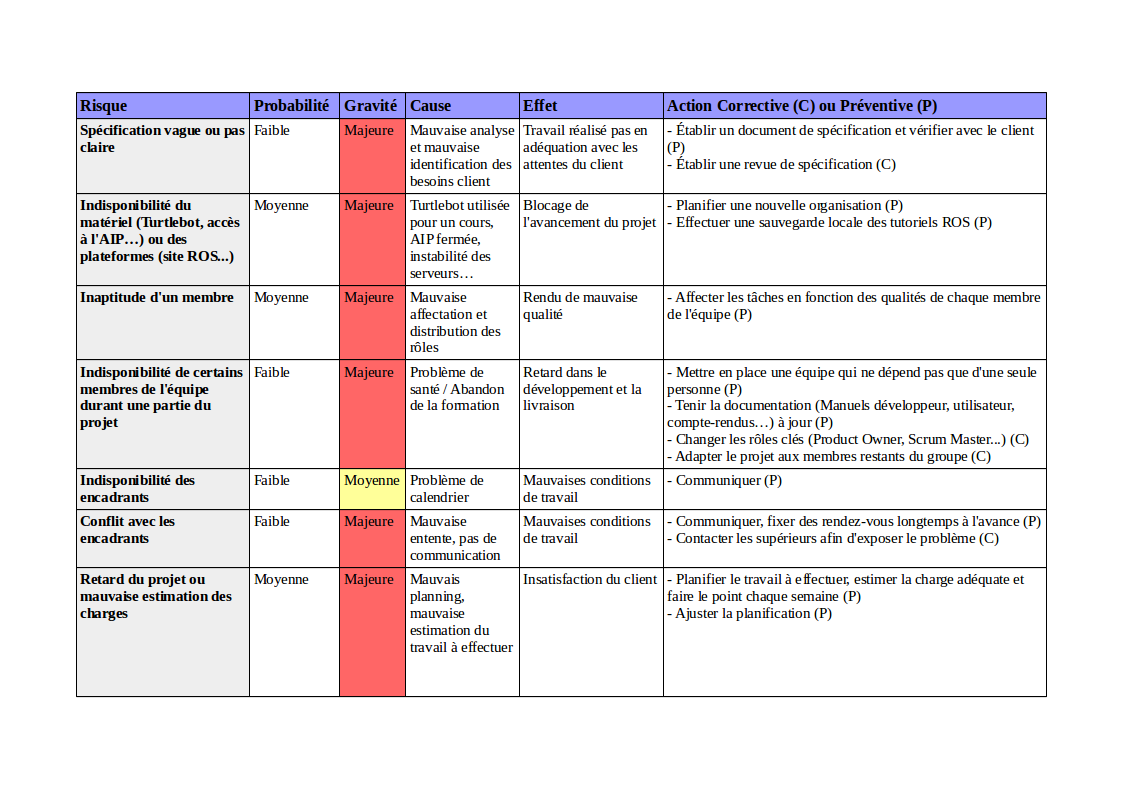 Risque Probabilité Gravité Cause Effet Action Corrective (C) ou Préventive (P)
Spécification vague ou pas
claire
Faible
Majeure
Mauvaise analyse
et mauvaise
identification des
besoins client
Travail réalisé pas en
adéquation avec les
attentes du client
- Établir un document de spécification et vérifier avec le client
(P)
- Établir une revue de spécification (C)
Indisponibilité du
matériel (Turtlebot, accès
à l'AIP…) ou des
plateformes (site ROS...)
Moyenne
Majeure
Turtlebot utilisée
pour un cours,
AIP fermée,
instabilité des
serveurs…
Blocage de
l'avancement du projet
- Planifier une nouvelle organisation (P)
- Effectuer une sauvegarde locale des tutoriels ROS (P)
Inaptitude d'un membre
Moyenne
Majeure
Mauvaise
affectation et
distribution des
rôles
Rendu de mauvaise
qualité
- Affecter les tâches en fonction des qualités de chaque membre
de l'équipe (P)
Indisponibilité de certains
membres de l'équipe
durant une partie du
projet
Faible
Majeure
Problème de
santé / Abandon
de la formation
Retard dans le
développement et la
livraison
- Mettre en place une équipe qui ne dépend pas que d'une seule
personne (P)
- Tenir la documentation (Manuels développeur, utilisateur,
compte-rendus…) à jour (P)
- Changer les rôles clés (Product Owner, Scrum Master...) (C)
- Adapter le projet aux membres restants du groupe (C)
Indisponibilité des
encadrants
Faible
Moyenne
Problème de
calendrier
Mauvaises conditions
de travail
- Communiquer (P)
Conflit avec les
encadrants
Faible
Majeure
Mauvaise
entente, pas de
communication
Mauvaises conditions
de travail
- Communiquer, fixer des rendez-vous longtemps à l'avance (P)
- Contacter les supérieurs afin d'exposer le problème (C)
Retard du projet ou
mauvaise estimation des
charges
Moyenne
Majeure
Mauvais
planning,
mauvaise
estimation du
travail à effectuer
Insatisfaction du client
- Planifier le travail à effectuer, estimer la charge adéquate et
faire le point chaque semaine (P)
- Ajuster la planification (P)